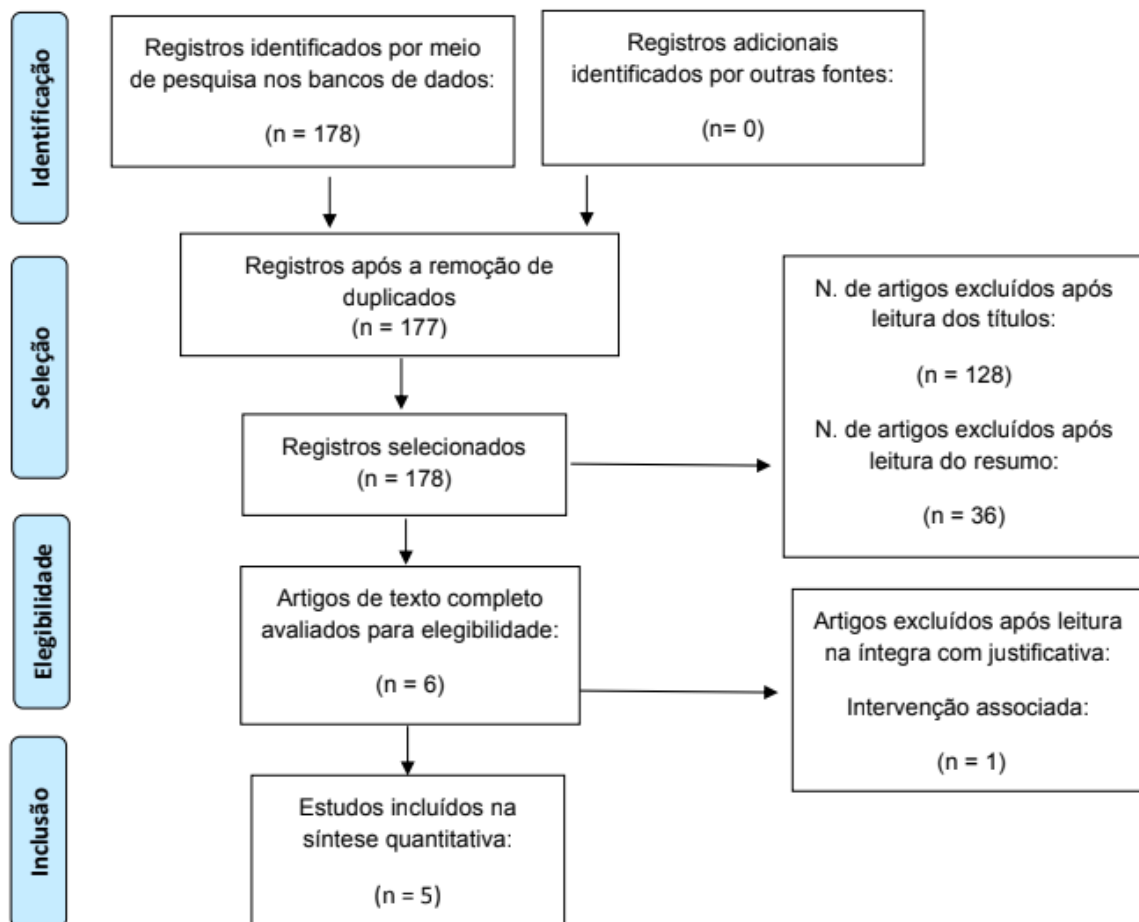 Identificação
Registros identificados por meio
de pesquisa nos bancos de dados:
(n = 178)
Registros adicionais
identificados por outras fontes:
(n= 0)
Seleção
Registros após a remoção de
duplicados
(n = 177)
Registros selecionados
(n = 178)
N. de artigos excluídos após
leitura dos títulos:
(n = 128)
N. de artigos excluídos após
leitura do resumo:
(n = 36)
Elegibilidade
Artigos de texto completo
avaliados para elegibilidade:
(n = 6)
Artigos excluídos após leitura
na íntegra com justificativa:
Intervenção associada:
(n = 1)
Inclusão
Estudos incluídos na
síntese quantitativa:
(n = 5)